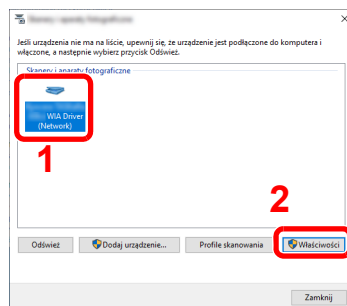 Jeśli urządzenia nie ma na liście, upewnij się, że urządzenie jest podłączone do komputera i
włączone, a następnie wybierz przycisk Odśwież.
Skanery i aparaty fotograficzne
WIA Driver
(Network)
1
2
Odśwież
Dodaj urządzenie...
Profile skanowania
Właściwości
Zamknij